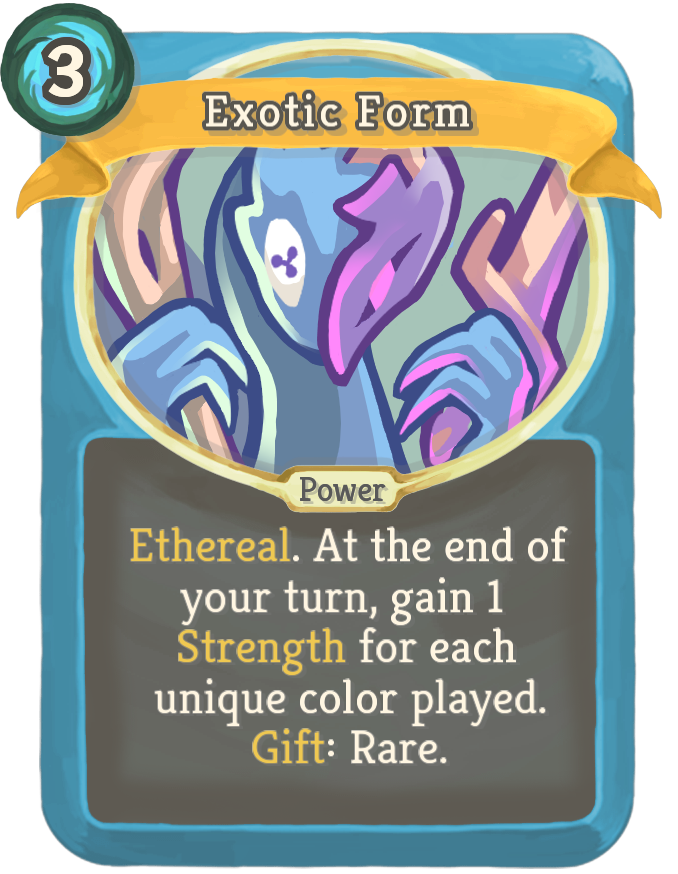 3
Exotic Form
Power
Ethereal. At the end of
your turn, gain 1
Strength for each
unique color played.
Gift: Rare.